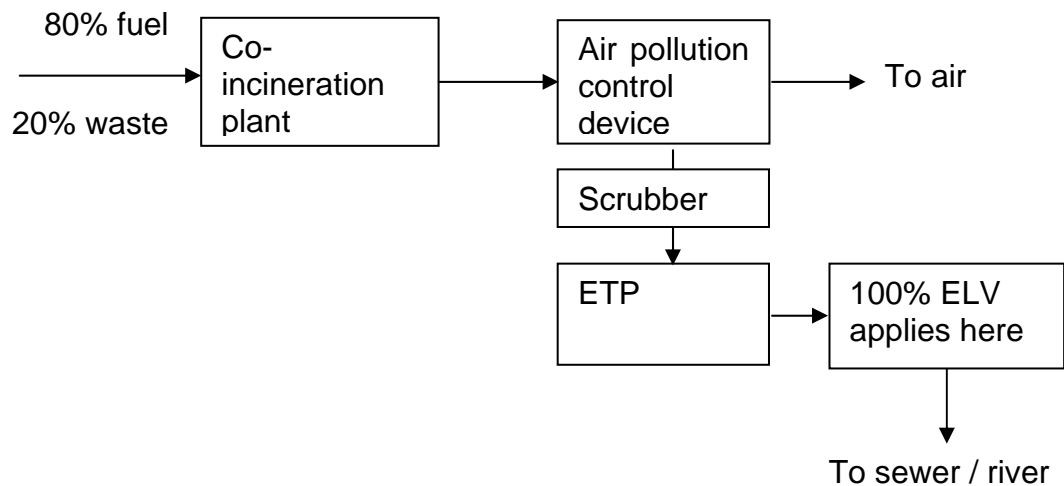 80% fuel
20% waste
Co-
incineration
plant
Air pollution
control
device
To air
Scrubber
ETP
100% ELV
applies here
To sewer / river